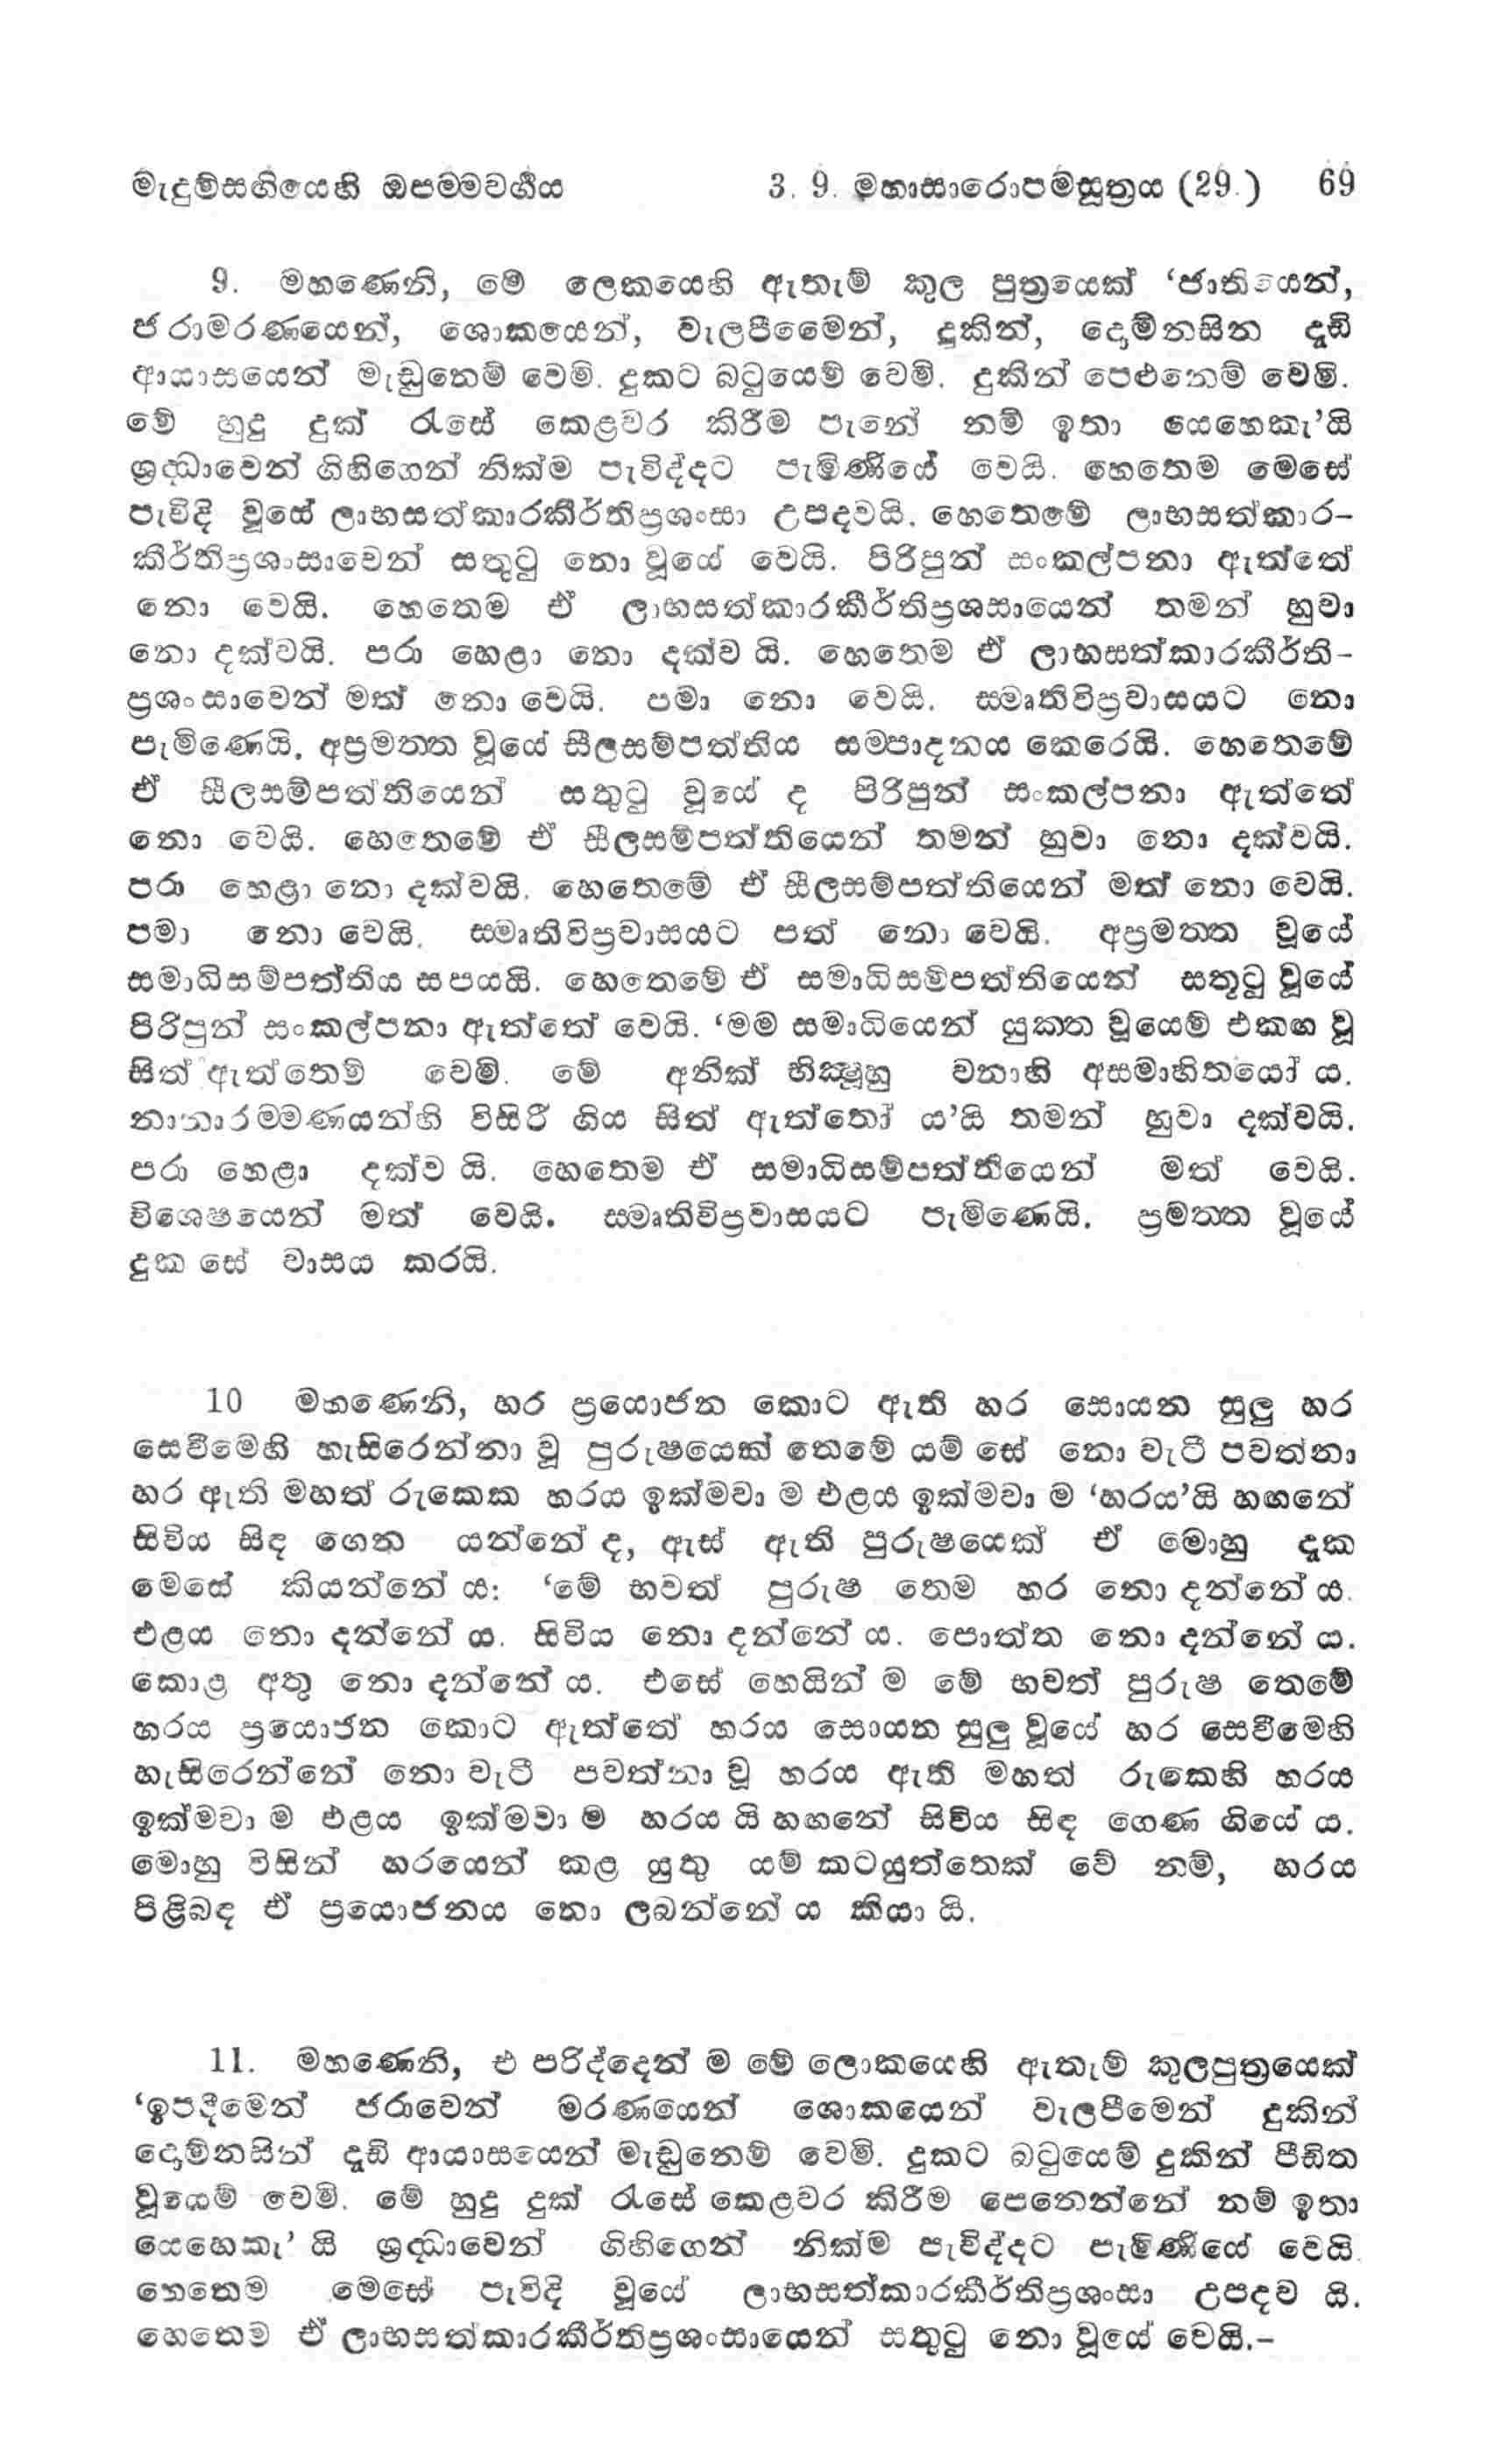 මැදුම්සඟියෙහි ඔපම්මවර්‍ගය 3. 9. මහාසාරොපමසූත්‍රය (29.) 69
9. මහණෙනි, මේ ලෙකයෙහි ඇතැම් කුල පුත්‍රයෙක් ‘ජාතියෙන්,
ජරාමරණයෙන්, ශොකයෙන්, වැලපීමෙන්, දුකින්, දොම්නසින දැඩි
ආයාසයෙන් මැඩුනෙම් වෙමි. දුකට බටුයෙම් වෙමි. දුකින් පෙළුනෙම් වෙමි.
මේ හුදු දුක් රැසේ කෙළවර කිරීම පැනේ නම් ඉතා යෙහෙකැ’යි
ශ්‍රද්ධාවෙන් ගිහිගෙන් නික්ම පැවිද්දට පැමිණියේ වෙයි. හෙතෙම මෙසේ
පැවිදි වූසේ ලාභසත්කාරකීර්තිප්‍රශංසා උපදවයි. හෙතෙමේ ලාභසත්කාර-
කීර්තිප්‍රශංසාවෙන් සතුටු නො වූයේ වෙයි. පිරිපුන් සංකල්පනා ඇත්තේ
නො වෙයි. හෙතෙම ඒ ලාභසත්කාරකීර්තිප්‍රශසායෙන් තමන් හුවා
නො දක්වයි. පරා හෙළා නො දක්ව යි. හෙතෙම ඒ ලාභසත්කාරකීර්ති-
ප්‍රශංසාවෙන් මත් නො වෙයි. පමා නො වෙයි. සමෘතිවිප්‍රවාසයට නො
පැමිණෙයි. අප්‍රමත්ත වූයේ සීලසම්පත්තිය සම්පාදනය කෙරෙයි. හෙතෙමේ
ඒ සීලසම්පත්තියෙන් සතුටු වූයේ ද පිරිපුන් සංකල්පනා ඇත්තේ
නො වෙයි. හෙතෙමේ ඒ සීලසම්පත්තියෙන් තමන් හුවා නො දක්වයි.
පරා හෙළා නො දක්වයි. හෙතෙමේ ඒ සීලසම්පත්තියෙන් මත් නො වෙයි.
පමා නො වෙයි. සමෘතිවිප්‍රවාසයට පත් නො වෙයි. අප්‍රමත්ත වූයේ
සමාධිසම්පත්තිය සපයයි. හෙතෙමේ ඒ සමාධිසම්පත්තියෙන් සතුටු වූයේ
පිරිපුන් සංකල්පනා ඇත්තේ වෙයි. ‘මම සමාධියෙන් යුක්ත වූයෙම් එකඟ වූ
සිත් ඇත්තෙම් වෙමි. මේ අනික් භික්‍ෂූහු වනාහි අසමාහිතයෝ ය.
නානාරම්මණයන්හි විසිරී ගිය සිත් ඇත්තෝ ය’යි තමන් හුවා දක්වයි.
පරා හෙළා දක්ව යි. හෙතෙම ඒ සමාධිසම්පත්තියෙන් මත් වෙයි.
විශෙෂයෙන් මත් වෙයි. සමෘතිවිප්‍රවාසයට පැමිණෙයි. ප්‍රමත්ත වූයේ
දුක සේ වාසය කරයි.
10 මහණෙනි, හර ප්‍රයොජන කොට ඇති හර සොයන සුලු හර
සෙවීමෙහි හැසිරෙන්නා වූ පුරුෂයෙක් තෙමේ යම් සේ නො වැටී පවත්නා
හර ඇති මහත් රුකෙක හරය ඉක්මවා ම එළය ඉක්මවා ම ‘හරය’යි හඟනේ
සිවිය සිඳ ගෙන යන්නේ ද, ඇස් ඇති පුරුෂයෙක් ඒ මොහු දැක
මෙසේ කියන්නේ ය: ‘මේ භවත් පුරුෂ තෙම හර නො දන්නේ ය.
එළය නො දන්නේ ය. සිවිය නො දන්නේ ය. පොත්ත නො දන්නේ ය.
කොළ අතු නො දන්නේ ය. එසේ හෙයින් ම මේ භවත් පුරුෂ තෙමේ
හරය ප්‍රයොජන කොට ඇත්තේ හරය සොයන සුලු වූයේ හර සෙවීමෙහි
හැසිරෙන්නේ නො වැටී පවත්නා වූ හරය ඇති මහත් රුකෙහි හරය
ඉක්මවා ම එළය ඉක්මවා ම හරය යි හඟනේ සිවිය සිඳ ගෙණ ගියේ ය.
මොහු විසින් හරයෙන් කළ යුතු යම් කටයුත්තෙක් වේ නම්, හරය
පිළිබඳ ඒ ප්‍රයොජනය නො ලබන්නේ ය කියා යි.
11. මහණෙනි, එ පරිද්දෙන් ම මේ ලොකයෙහි ඇතැම් කුලපුත්‍රයෙක්
‘ඉපදීමෙන් ජරාවෙන් මරණයෙන් ශොකයෙන් වැලපීමෙන් දුකින්
දොම්නසින් දැඩි ආයාසයෙන් මැඩුනෙම් වෙමි. දුකට බටුයෙම් දුකින් පීඩිත
වූයෙම් වෙමි. මේ හුදු දුක් රැසේ කෙළවර කිරීම පෙනෙන්නේ නම් ඉතා
යෙහෙකැ’ යි ශ්‍රද්ධාවෙන් ගිහිගෙන් නික්ම පැවිද්දට පැමිණියේ වෙයි.
හෙතෙම මෙසේ පැවිදි වූයේ ලාභසත්කාරකීර්තිප්‍රශංසා උපදව යි.
හෙතෙම ඒ ලාභසත්කාරකීර්තිප්‍රශංසායෙන් සතුටු නො වූයේ වෙයි.-